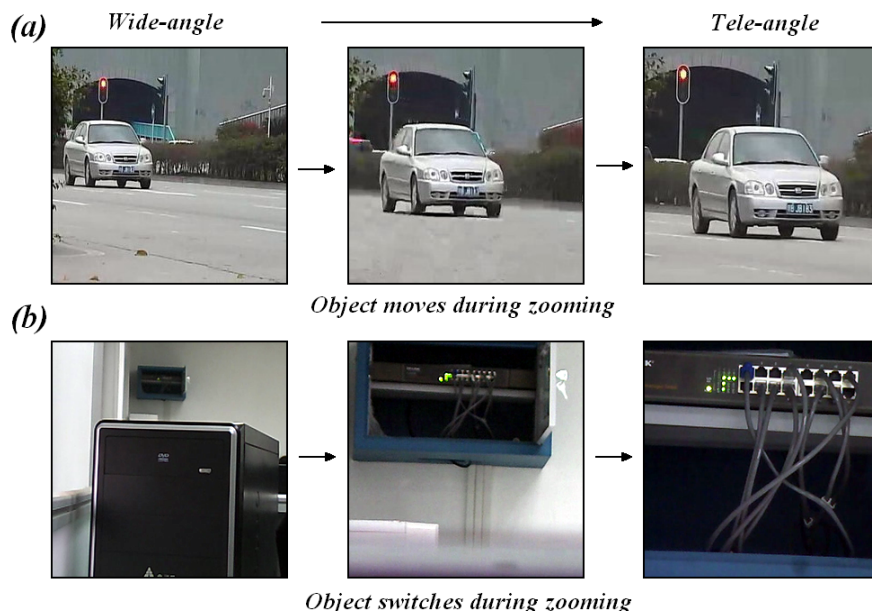 (a) Wide-angle Tele-angle
Object moves during zooming
(b)
Object switches during zooming